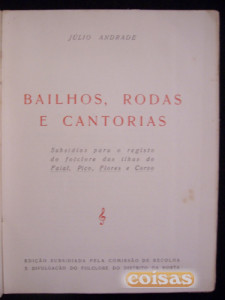 JÚLIO ANDRADE
BAILHOS, RODAS
E CANTORIAS
Subsídios para o registo
do folclore das ilhas do
Faial, Pico, Flores e Corvo
EDIÇÃO SUBSIDIADA PELA COMISSÃO DE RECOLHA
E DIVULGAÇÃO DO FOLCLORE DO DISTRITO DA HORTA
coisas